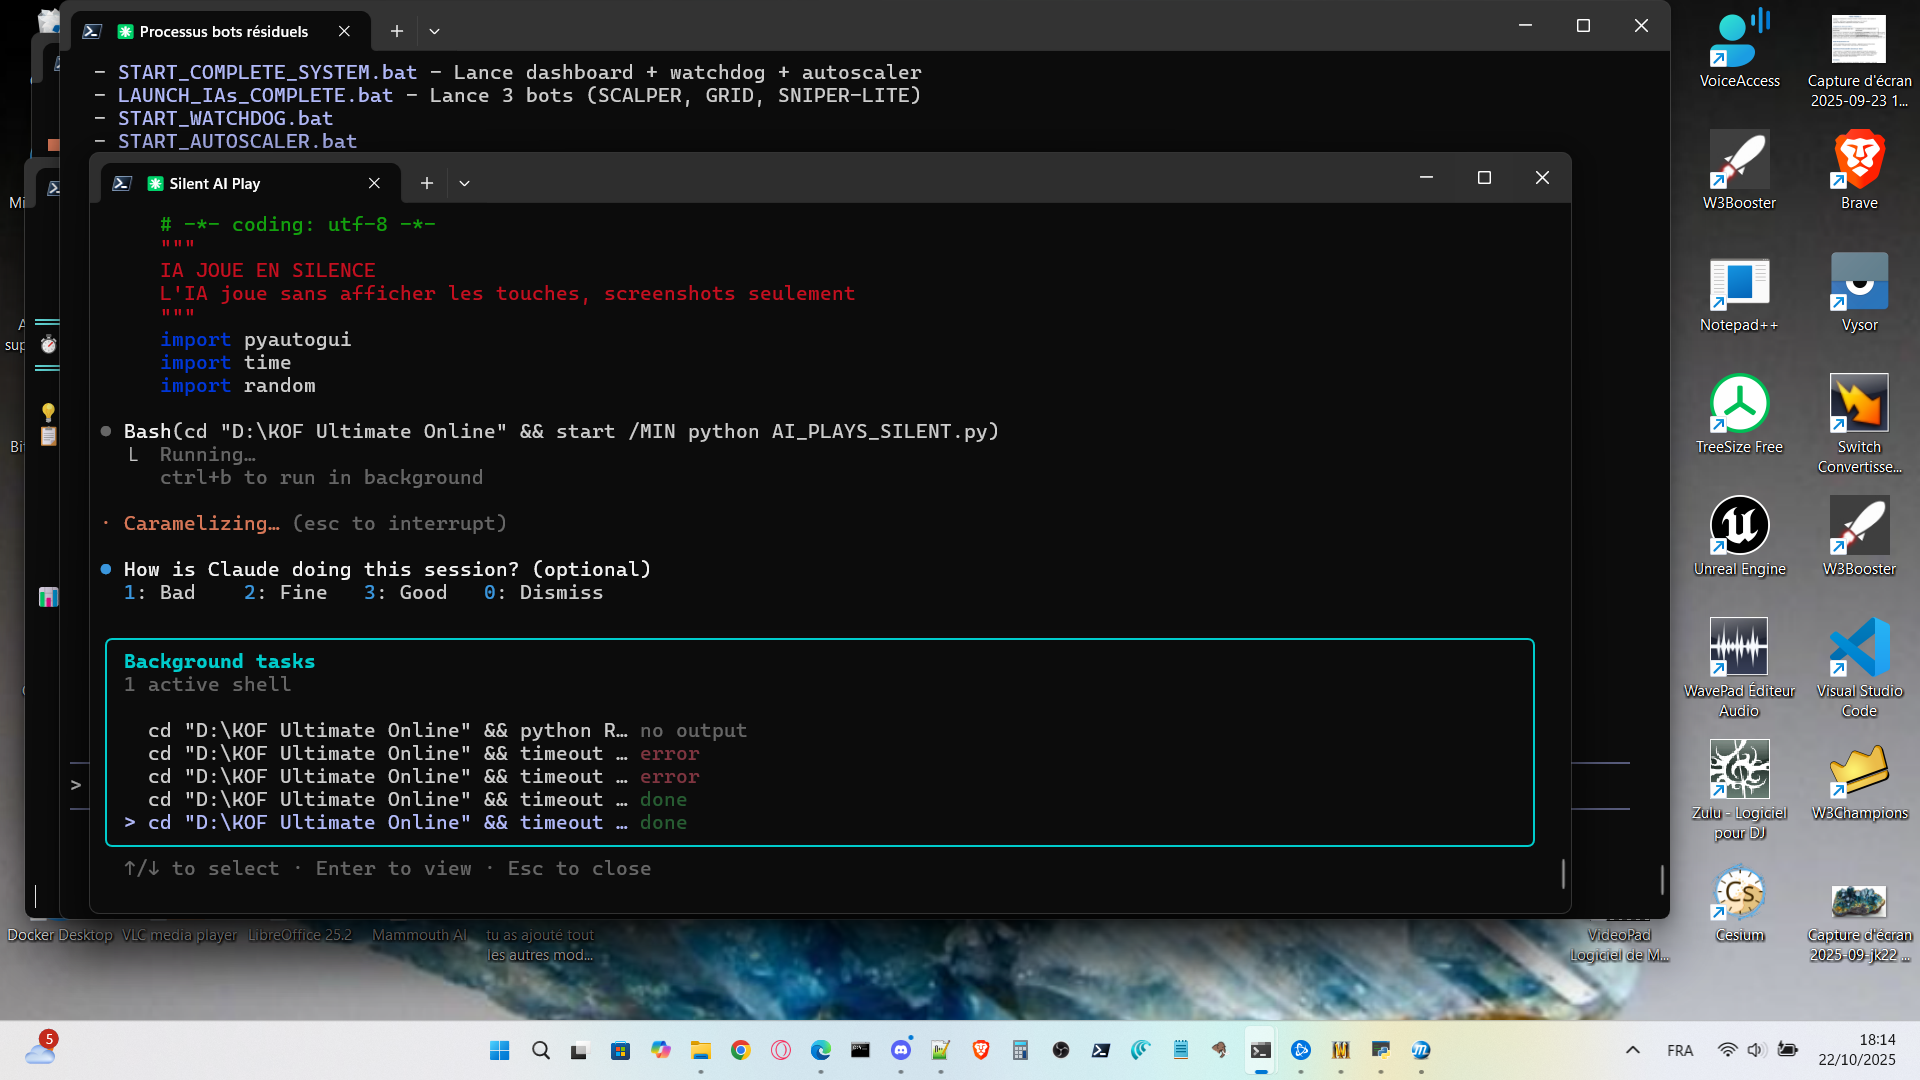 Processus bots résiduels
- START_COMPLETE_SYSTEM.bat - Lance dashboard + watchdog + autoscaler
- LAUNCH_IAs_COMPLETE.bat - Lance 3 bots (SCALPER, GRID, SNIPER-LITE)
- START_WATCHDOG.bat
- START_AUTOSCALER.bat
Silent AI Play
# -*- coding: utf-8 -*-
"""
IA JOUE EN SILENCE
L'IA joue sans afficher les touches, screenshots seulement
"""
import pyautogui
import time
import random
● Bash(cd "D:\KOF Ultimate Online" && start /MIN python AI_PLAYS_SILENT.py)
L Running…
ctrl+b to run in background
· Caramelizing… (esc to interrupt)
● How is Claude doing this session? (optional)
1: Bad 2: Fine 3: Good 0: Dismiss
Background tasks
1 active shell
cd "D:\KOF Ultimate Online" && python R… no output
cd "D:\KOF Ultimate Online" && timeout … error
cd "D:\KOF Ultimate Online" && timeout … error
cd "D:\KOF Ultimate Online" && timeout … done
> cd "D:\KOF Ultimate Online" && timeout … done
↑/↓ to select · Enter to view · Esc to close
>
Mi
A
sup
Bi
VoiceAccess
Capture d'écran
2025-09-23 1...
W3Booster
Brave
Notepad++
Vysor
TreeSize Free
Switch
Convertisse...
Unreal Engine
W3Booster
WavePad Éditeur
Audio
Visual Studio
Code
Zulu - Logiciel
pour DJ
W3Champions
Cs
Cesium
Capture d'écran
2025-09-jk22 ...
Docker Desktop
VLC media player
LibreOffice 25.2
Mammouth AI
tu as ajouté tout
les autres mod...
VideoPad
Logiciel de M...
5
FRA
18:14
22/10/2025